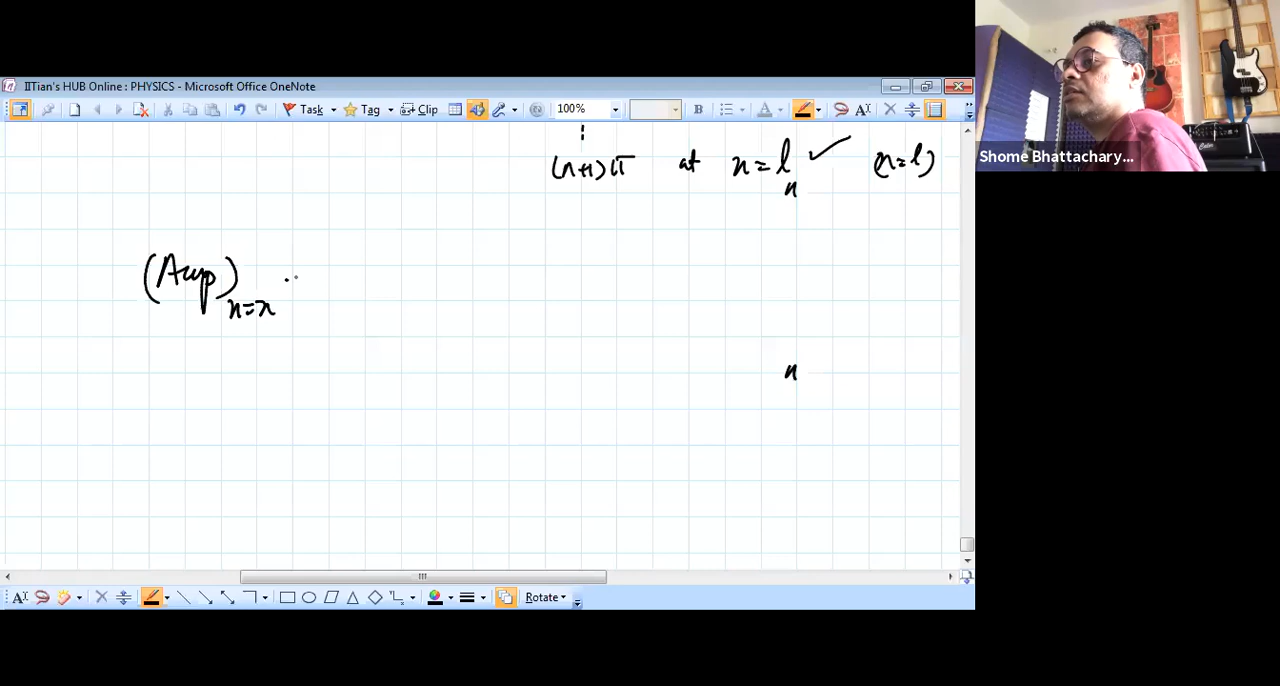 IITian's HUB Online : PHYSICS - Microsoft Office OneNote
Task Tag Clip 100% B A
(n+1)π at x = l ✓ (x = l)
x
(Amp) x=x
x
Rotate
Shome Bhattachary...